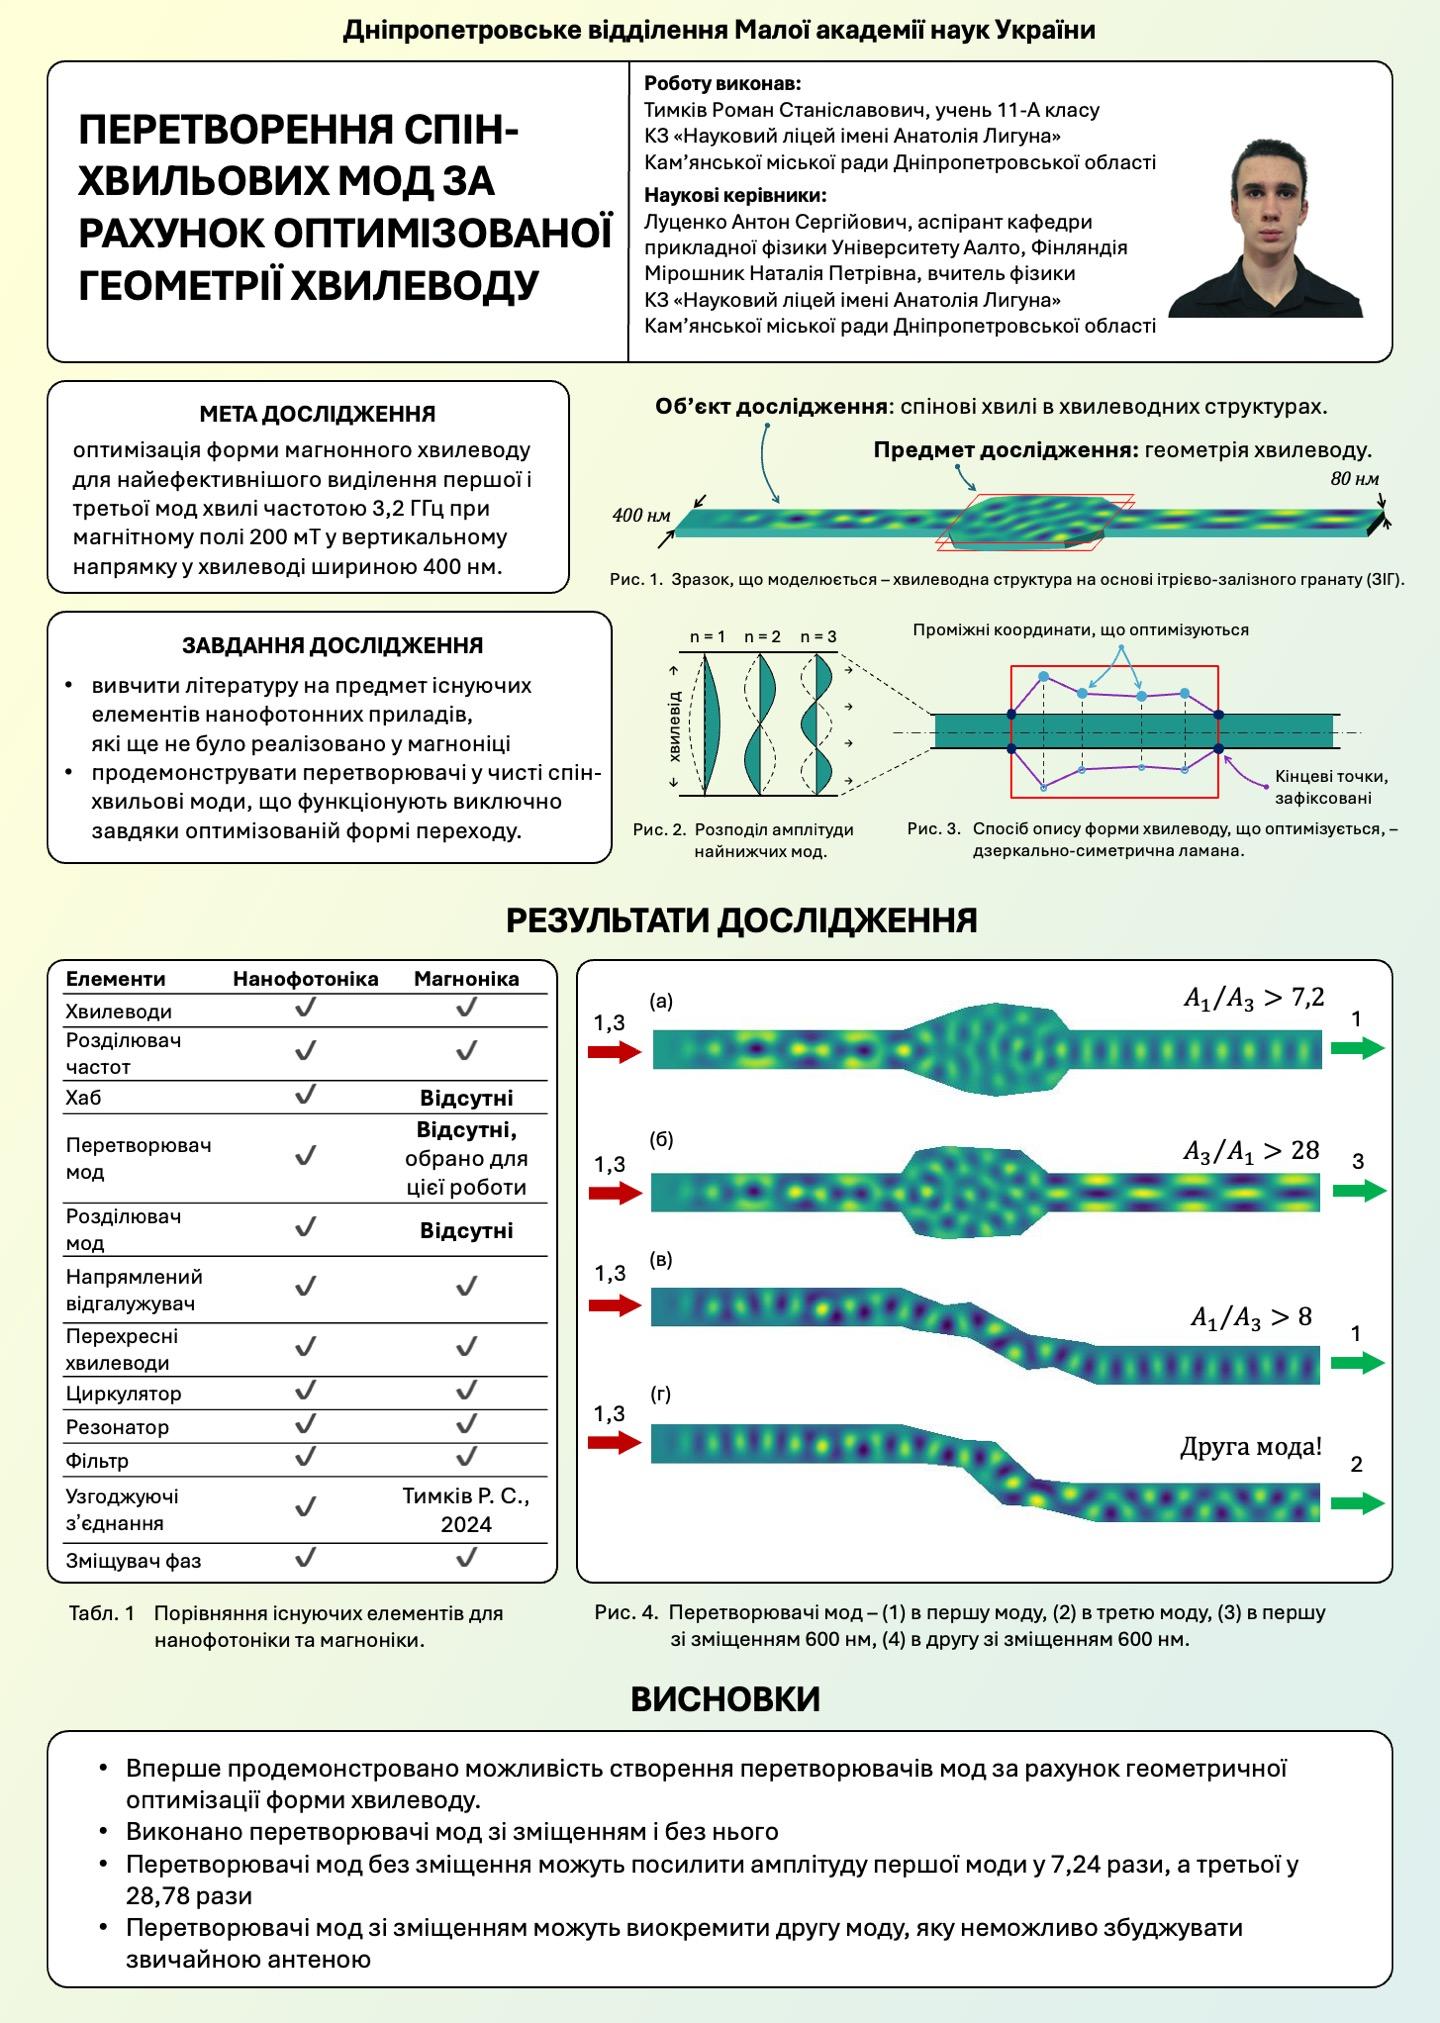 Дніпропетровське відділення Малої академії наук України
ПЕРЕТВОРЕННЯ СПІН-
ХВИЛЬОВИХ МОД ЗА
РАХУНОК ОПТИМІЗОВАНОЇ
ГЕОМЕТРІЇ ХВИЛЕВОДУ
Роботу виконав:
Тимків Роман Станіславович, учень 11-А класу
КЗ «Науковий ліцей імені Анатолія Лигуна»
Кам’янської міської ради Дніпропетровської області
Наукові керівники:
Луценко Антон Сергійович, аспірант кафедри
прикладної фізики Університету Аалто, Фінляндія
Мірошник Наталія Петрівна, вчитель фізики
КЗ «Науковий ліцей імені Анатолія Лигуна»
Кам’янської міської ради Дніпропетровської області
МЕТА ДОСЛІДЖЕННЯ
оптимізація форми магнонного хвилеводу
для найефективнішого виділення першої і
третьої мод хвилі частотою 3,2 ГГц при
магнітному полі 200 мТ у вертикальному
напрямку у хвилеводі шириною 400 нм.
Об’єкт дослідження: спінові хвилі в хвилеводних структурах.
Предмет дослідження: геометрія хвилеводу.
80 нм
400 нм
Рис. 1. Зразок, що моделюється – хвилеводна структура на основі ітрієво-залізного гранату (ЗІГ).
ЗАВДАННЯ ДОСЛІДЖЕННЯ
• вивчити літературу на предмет існуючих
елементів нанофотонних приладів,
які ще не було реалізовано у магноніці
• продемонструвати перетворювачі у чисті спін-
хвильові моди, що функціонують виключно
завдяки оптимізованій формі переходу.
n = 1 n = 2 n = 3
хвилевід
Рис. 2. Розподіл амплітуди
найнижчих мод.
Проміжні координати, що оптимізуються
Кінцеві точки,
зафіксовані
Рис. 3. Спосіб опису форми хвилеводу, що оптимізується, –
дзеркально-симетрична ламана.
РЕЗУЛЬТАТИ ДОСЛІДЖЕННЯ
Елементи Нанофотоніка Магноніка
Хвилеводи ✓ ✓
Розділювач
частот ✓ ✓
Хаб ✓ Відсутні
Перетворювач
мод ✓ Відсутні,
обрано для
цієї роботи
Розділювач
мод ✓ Відсутні
Напрямлений
відгалужувач ✓ ✓
Перехресні
хвилеводи ✓ ✓
Циркулятор ✓ ✓
Резонатор ✓ ✓
Фільтр ✓ ✓
Узгоджуючі
з’єднання ✓ Тимків Р. С.,
2024
Зміщувач фаз ✓ ✓
Табл. 1 Порівняння існуючих елементів для
нанофотоніки та магноніки.
(а)
1,3
A₁/A₃ > 7,2
1
(б)
1,3
A₃/A₁ > 28
3
(в)
1,3
A₁/A₃ > 8
1
(г)
1,3
Друга мода!
2
Рис. 4. Перетворювачі мод – (1) в першу моду, (2) в третю моду, (3) в першу
зі зміщенням 600 нм, (4) в другу зі зміщенням 600 нм.
ВИСНОВКИ
• Вперше продемонстровано можливість створення перетворювачів мод за рахунок геометричної
оптимізації форми хвилеводу.
• Виконано перетворювачі мод зі зміщенням і без нього
• Перетворювачі мод без зміщення можуть посилити амплітуду першої моди у 7,24 рази, а третьої у
28,78 рази
• Перетворювачі мод зі зміщенням можуть виокремити другу моду, яку неможливо збуджувати
звичайною антеною